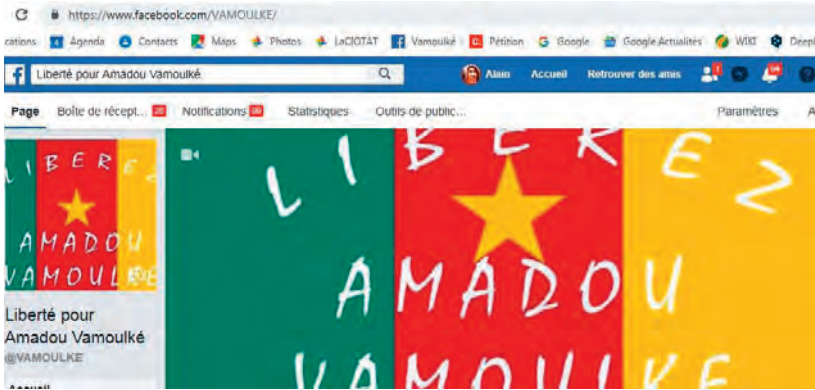 https://www.facebook.com/VAMOULKE/
cations Agenda Contacts Maps Photos LaCIOTAT Vamoulké Pétition Google Google Actualités WIKI Deepl
Liberté pour Amadou Vamoulké Alain Accueil Retrouver des amis
Page Boîte de récept... Notifications Statistiques Outils de public... Paramètres A
LIBEREZ
AMADOU
VAMOULKE
Liberté pour
Amadou Vamoulké
@VAMOULKE
Accueil
LIBEREZ
AMADOU
VAMOULKE